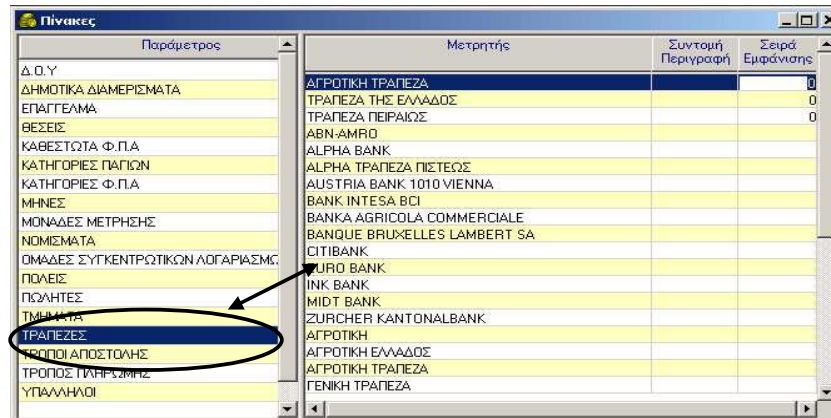 Πίνακες
Παράμετρος
Δ.Ο.Υ
ΔΗΜΟΤΙΚΑ ΔΙΑΜΕΡΙΣΜΑΤΑ
ΕΠΑΓΓΕΛΜΑ
ΘΕΣΕΙΣ
ΚΑΘΕΣΤΩΤΑ Φ.Π.Α
ΚΑΤΗΓΟΡΙΕΣ ΠΑΓΙΩΝ
ΚΑΤΗΓΟΡΙΕΣ Φ.Π.Α
ΜΗΝΕΣ
ΜΟΝΑΔΕΣ ΜΕΤΡΗΣΗΣ
ΝΟΜΙΣΜΑΤΑ
ΟΜΑΔΕΣ ΣΥΓΚΕΝΤΡΩΤΙΚΩΝ ΛΟΓΑΡΙΑΣΜΩ
ΠΟΛΕΙΣ
ΠΩΛΗΤΕΣ
ΤΜΗΜΑΤΑ
ΤΡΑΠΕΖΕΣ
ΤΡΟΠΟΙ ΑΠΟΣΤΟΛΗΣ
ΤΡΟΠΟΣ ΠΛΗΡΩΜΗΣ
ΥΠΑΛΛΗΛΟΙ
Μετρητής Συντομή Περιγραφή Σειρά Εμφάνισης
ΑΓΡΟΤΙΚΗ ΤΡΑΠΕΖΑ 0
ΤΡΑΠΕΖΑ ΤΗΣ ΕΛΛΑΔΟΣ 0
ΤΡΑΠΕΖΑ ΠΕΙΡΑΙΩΣ 0
ABN-AMRO
ALPHA BANK
ALPHA ΤΡΑΠΕΖΑ ΠΙΣΤΕΩΣ
AUSTRIA BANK 1010 VIENNA
BANK INTESA BCI
BANKA AGRICOLA COMMERCIALE
BANQUE BRUXELLES LAMBERT SA
CITIBANK
EURO BANK
INK BANK
MIDT BANK
ZURCHER KANTONALBANK
ΑΓΡΟΤΙΚΗ
ΑΓΡΟΤΙΚΗ ΕΛΛΑΔΟΣ
ΑΓΡΟΤΙΚΗ ΤΡΑΠΕΖΑ
ΓΕΝΙΚΗ ΤΡΑΠΕΖΑ